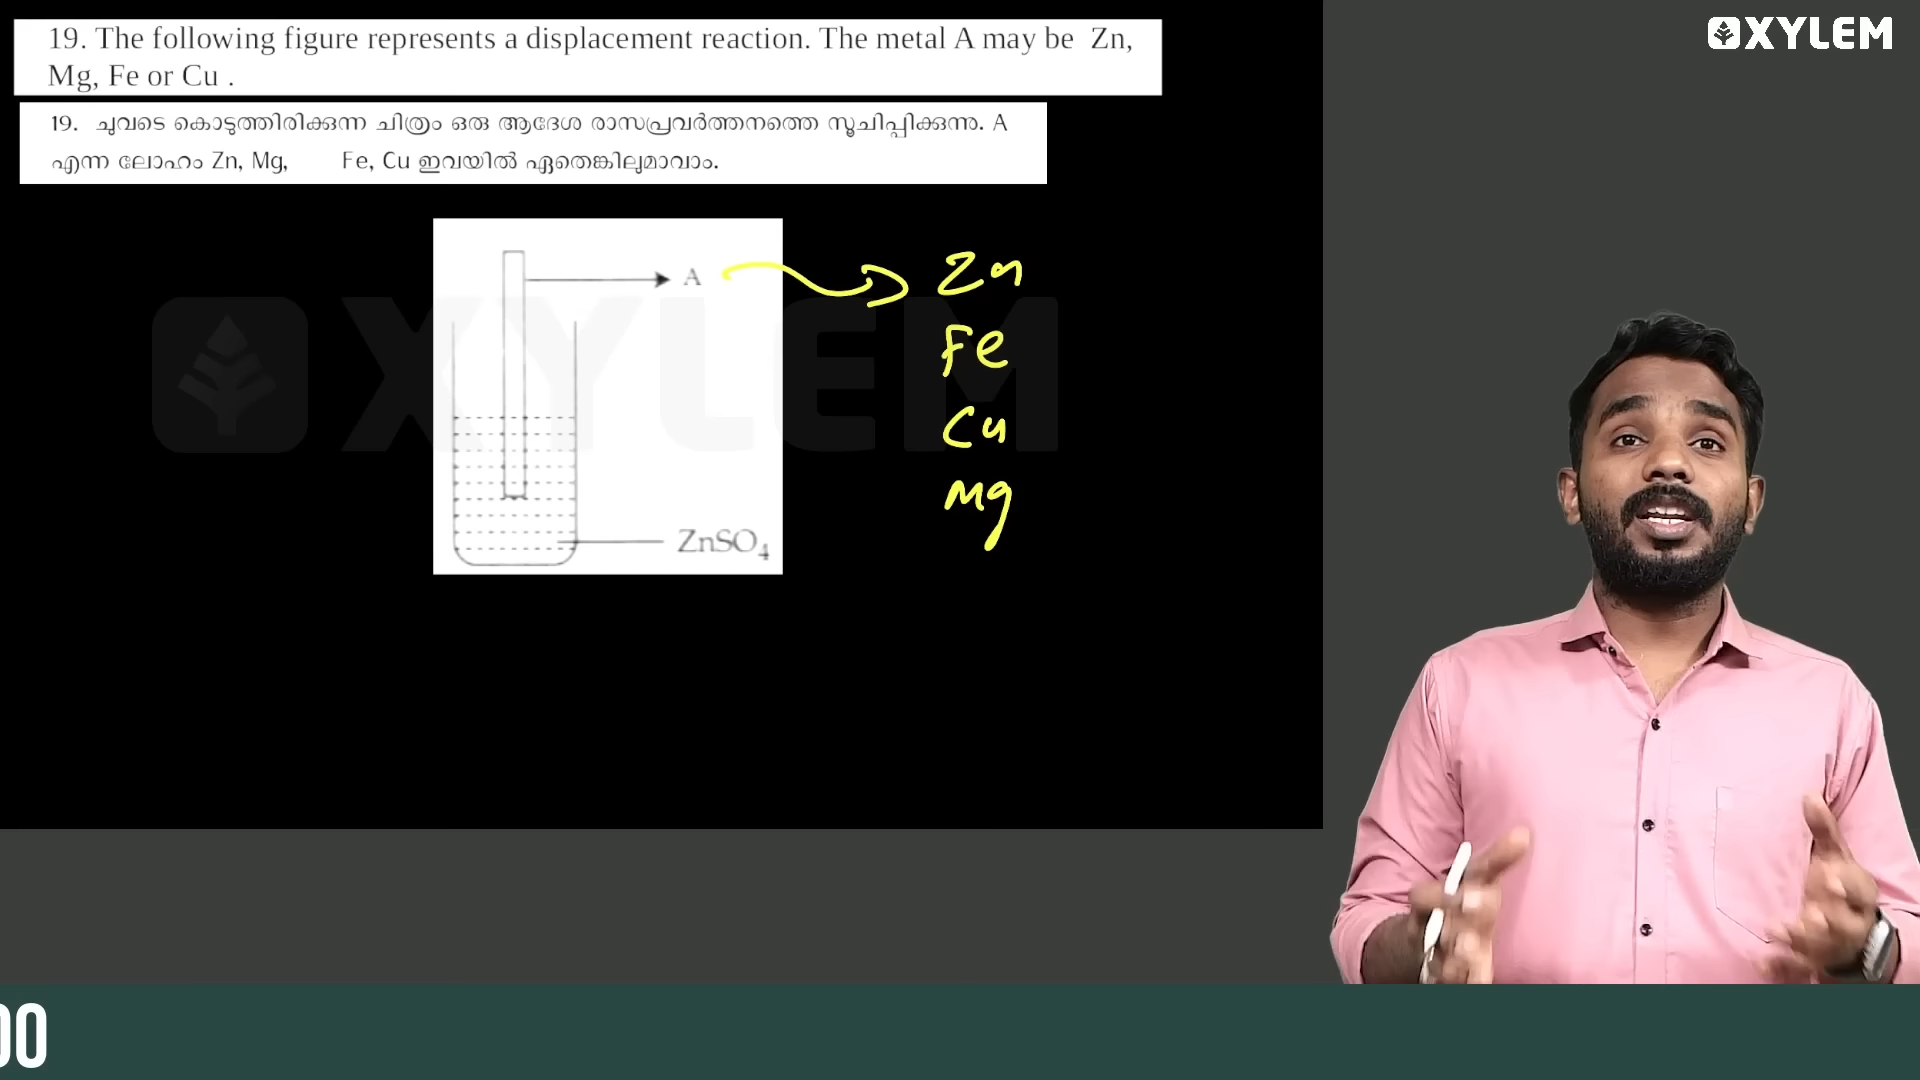 19. The following figure represents a displacement reaction. The metal A may be Zn,
Mg, Fe or Cu .
XYLEM
19. ചുവടെ കൊടുത്തിരിക്കുന്ന ചിത്രം ഒരു ആദേശ രാസപ്രവർത്തനത്തെ സൂചിപ്പിക്കുന്നു. A
എന്ന ലോഹം Zn, Mg, Fe, Cu ഇവയിൽ ഏതെങ്കിലുമാവാം.
A
Zn
Fe
XYLEM
Cu
Mg
ZnSO₄
00